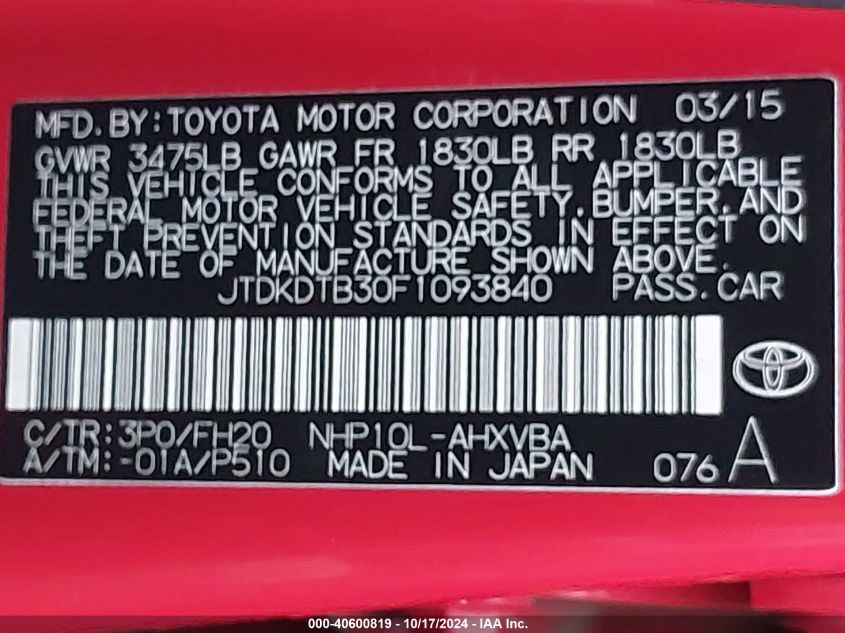 MFD. BY: TOYOTA MOTOR CORPORATION 03/15
GVWR 3475LB GAWR FR 1830LB RR 1830LB
THIS VEHICLE CONFORMS TO ALL APPLICABLE
FEDERAL MOTOR VEHICLE SAFETY, BUMPER, AND
THEFT PREVENTION STANDARDS IN EFFECT ON
THE DATE OF MANUFACTURE SHOWN ABOVE.
JTDKDTB30F1093840 PASS. CAR
C/TR: 3P0/FH20 NHP10L-AHXVBA
A/TM: -01A/P510 MADE IN JAPAN 076 A
000-40600819 - 10/17/2024 - IAA Inc.